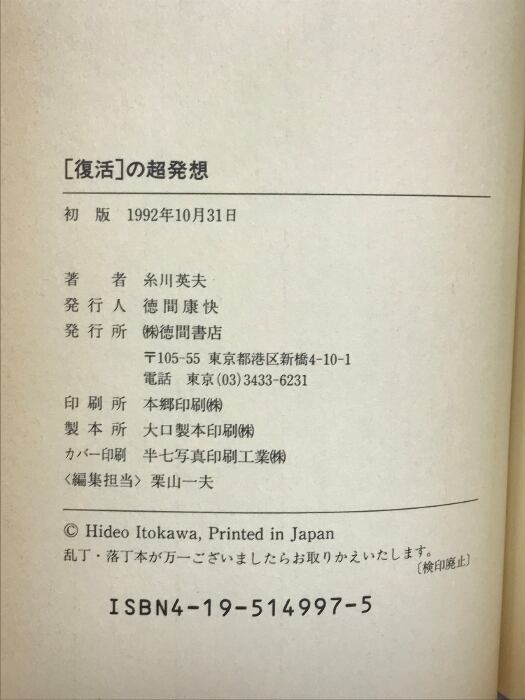 [復活]の超発想
初 版 1992年10月31日
著 者 糸川英夫
発行人 徳間康快
発行所 ㈱徳間書店
〒105-55 東京都港区新橋4-10-1
電話 東京(03)3433-6231
印刷所 本郷印刷㈱
製本所 大口製本印刷㈱
カバー印刷 半七写真印刷工業㈱
〈編集担当〉栗山一夫
© Hideo Itokawa, Printed in Japan
乱丁・落丁本が万一ございましたらお取りかえいたします。
〔検印廃止〕
ISBN4-19-514997-5